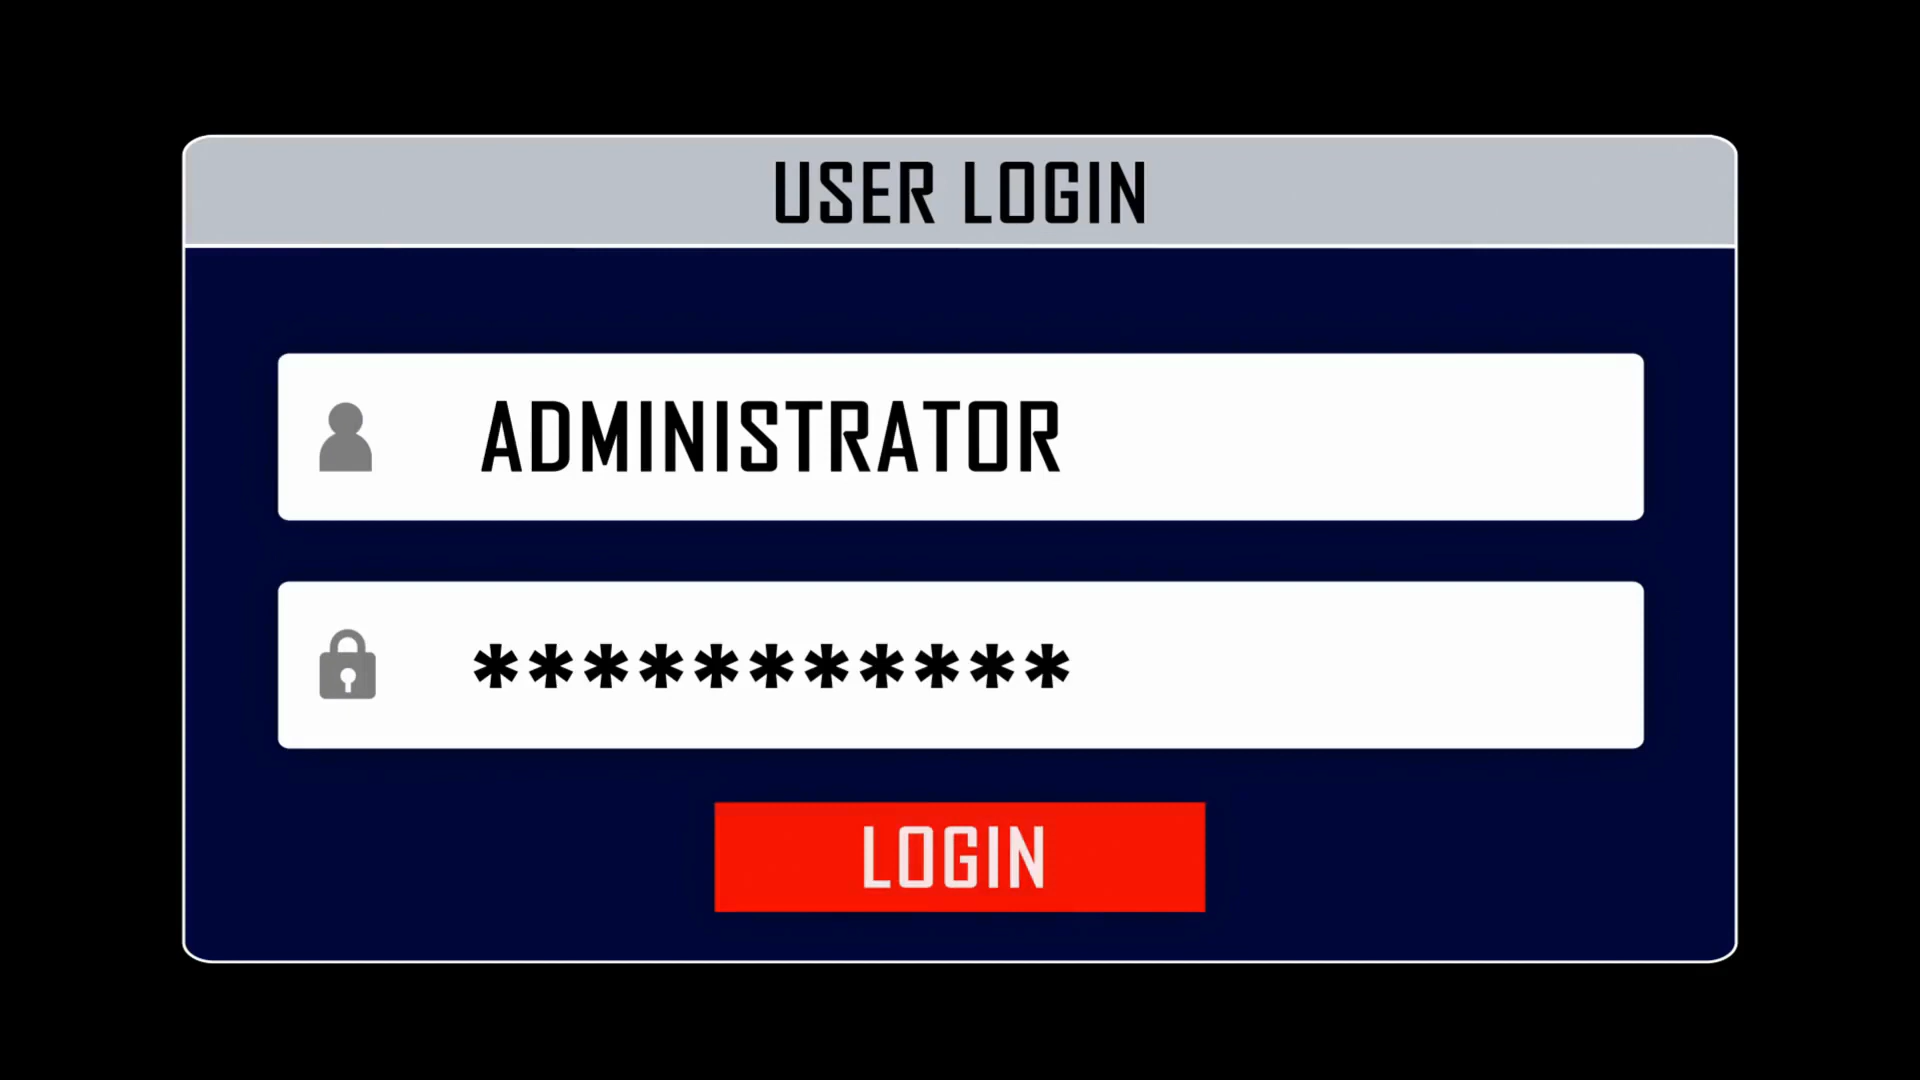 USER LOGIN
ADMINISTRATOR
***********
LOGIN